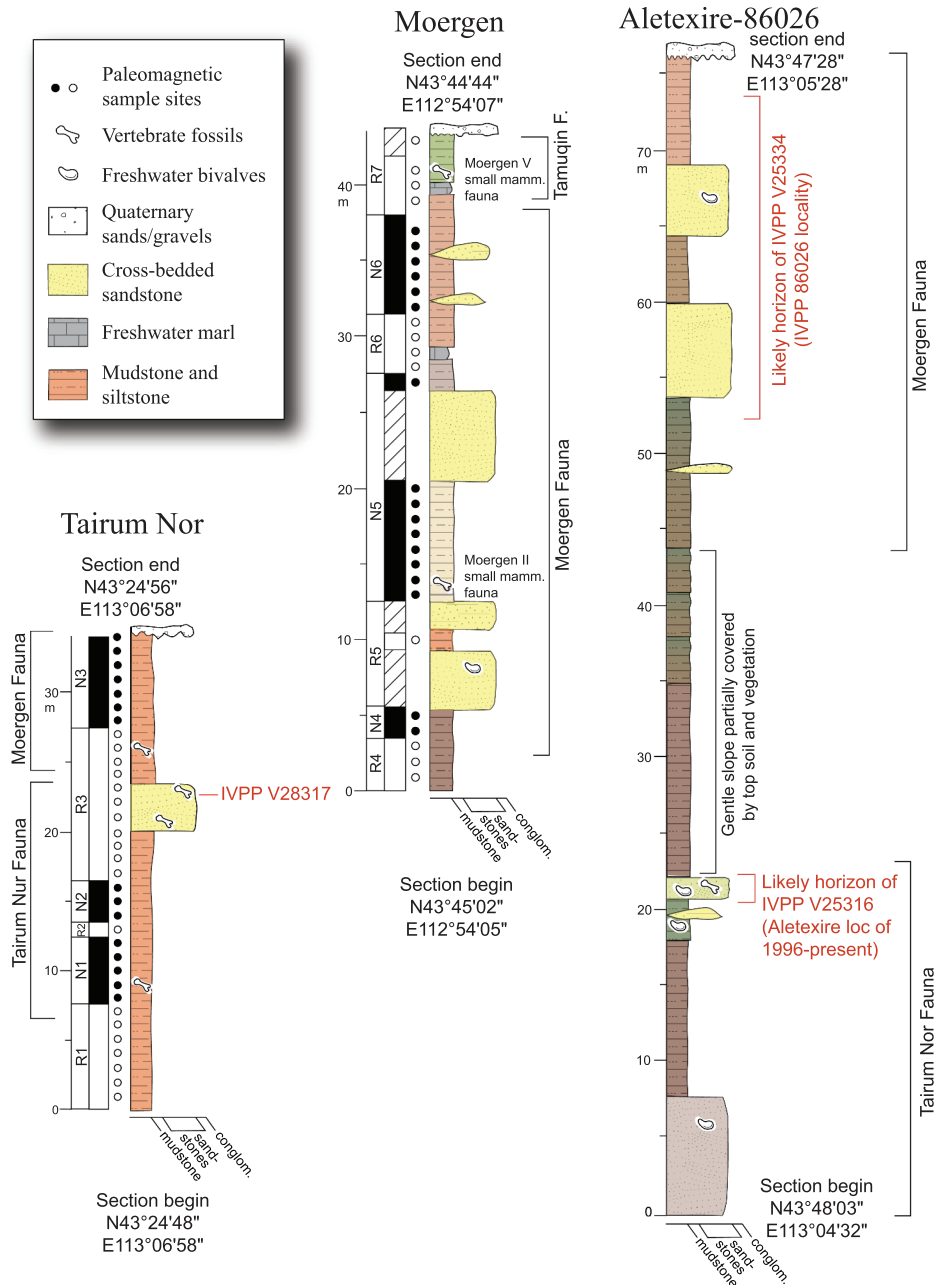 Moergen
Section end
N43°44'44"
E112°54'07"
Aletexire-86026
section end
N43°47'28"
E113°05'28"
Paleomagnetic
sample sites
Vertebrate fossils
Freshwater bivalves
Quaternary
sands/gravels
Cross-bedded
sandstone
Freshwater marl
Mudstone and
siltstone
Tairum Nor
Section end
N43°24'56"
E113°06'58"
Moergen Fauna
Tairum Nur Fauna
30
m
20
10
0
N3
R3
N2
R2
N1
R1
IVPP V28317
mudstone
sand-
stones
conglom.
Section begin
N43°24'48"
E113°06'58"
40
m
30
20
10
0
R7
N6
R6
N5
R5
N4
R4
Moergen V
small mamm.
fauna
Tamuqin F.
Moergen II
small mamm.
fauna
Moergen Fauna
mudstone
sand-
stones
conglom.
Section begin
N43°45'02"
E112°54'05"
70
m
60
50
40
30
20
10
0
Likely horizon of IVPP V25334
(IVPP 86026 locality)
Moergen Fauna
Gentle slope partially covered
by top soil and vegetation
Likely horizon of
IVPP V25316
(Aletexire loc of
1996-present)
Tairum Nor Fauna
Section begin
N43°48'03"
E113°04'32"
mudstone
sand-
stones
conglom.